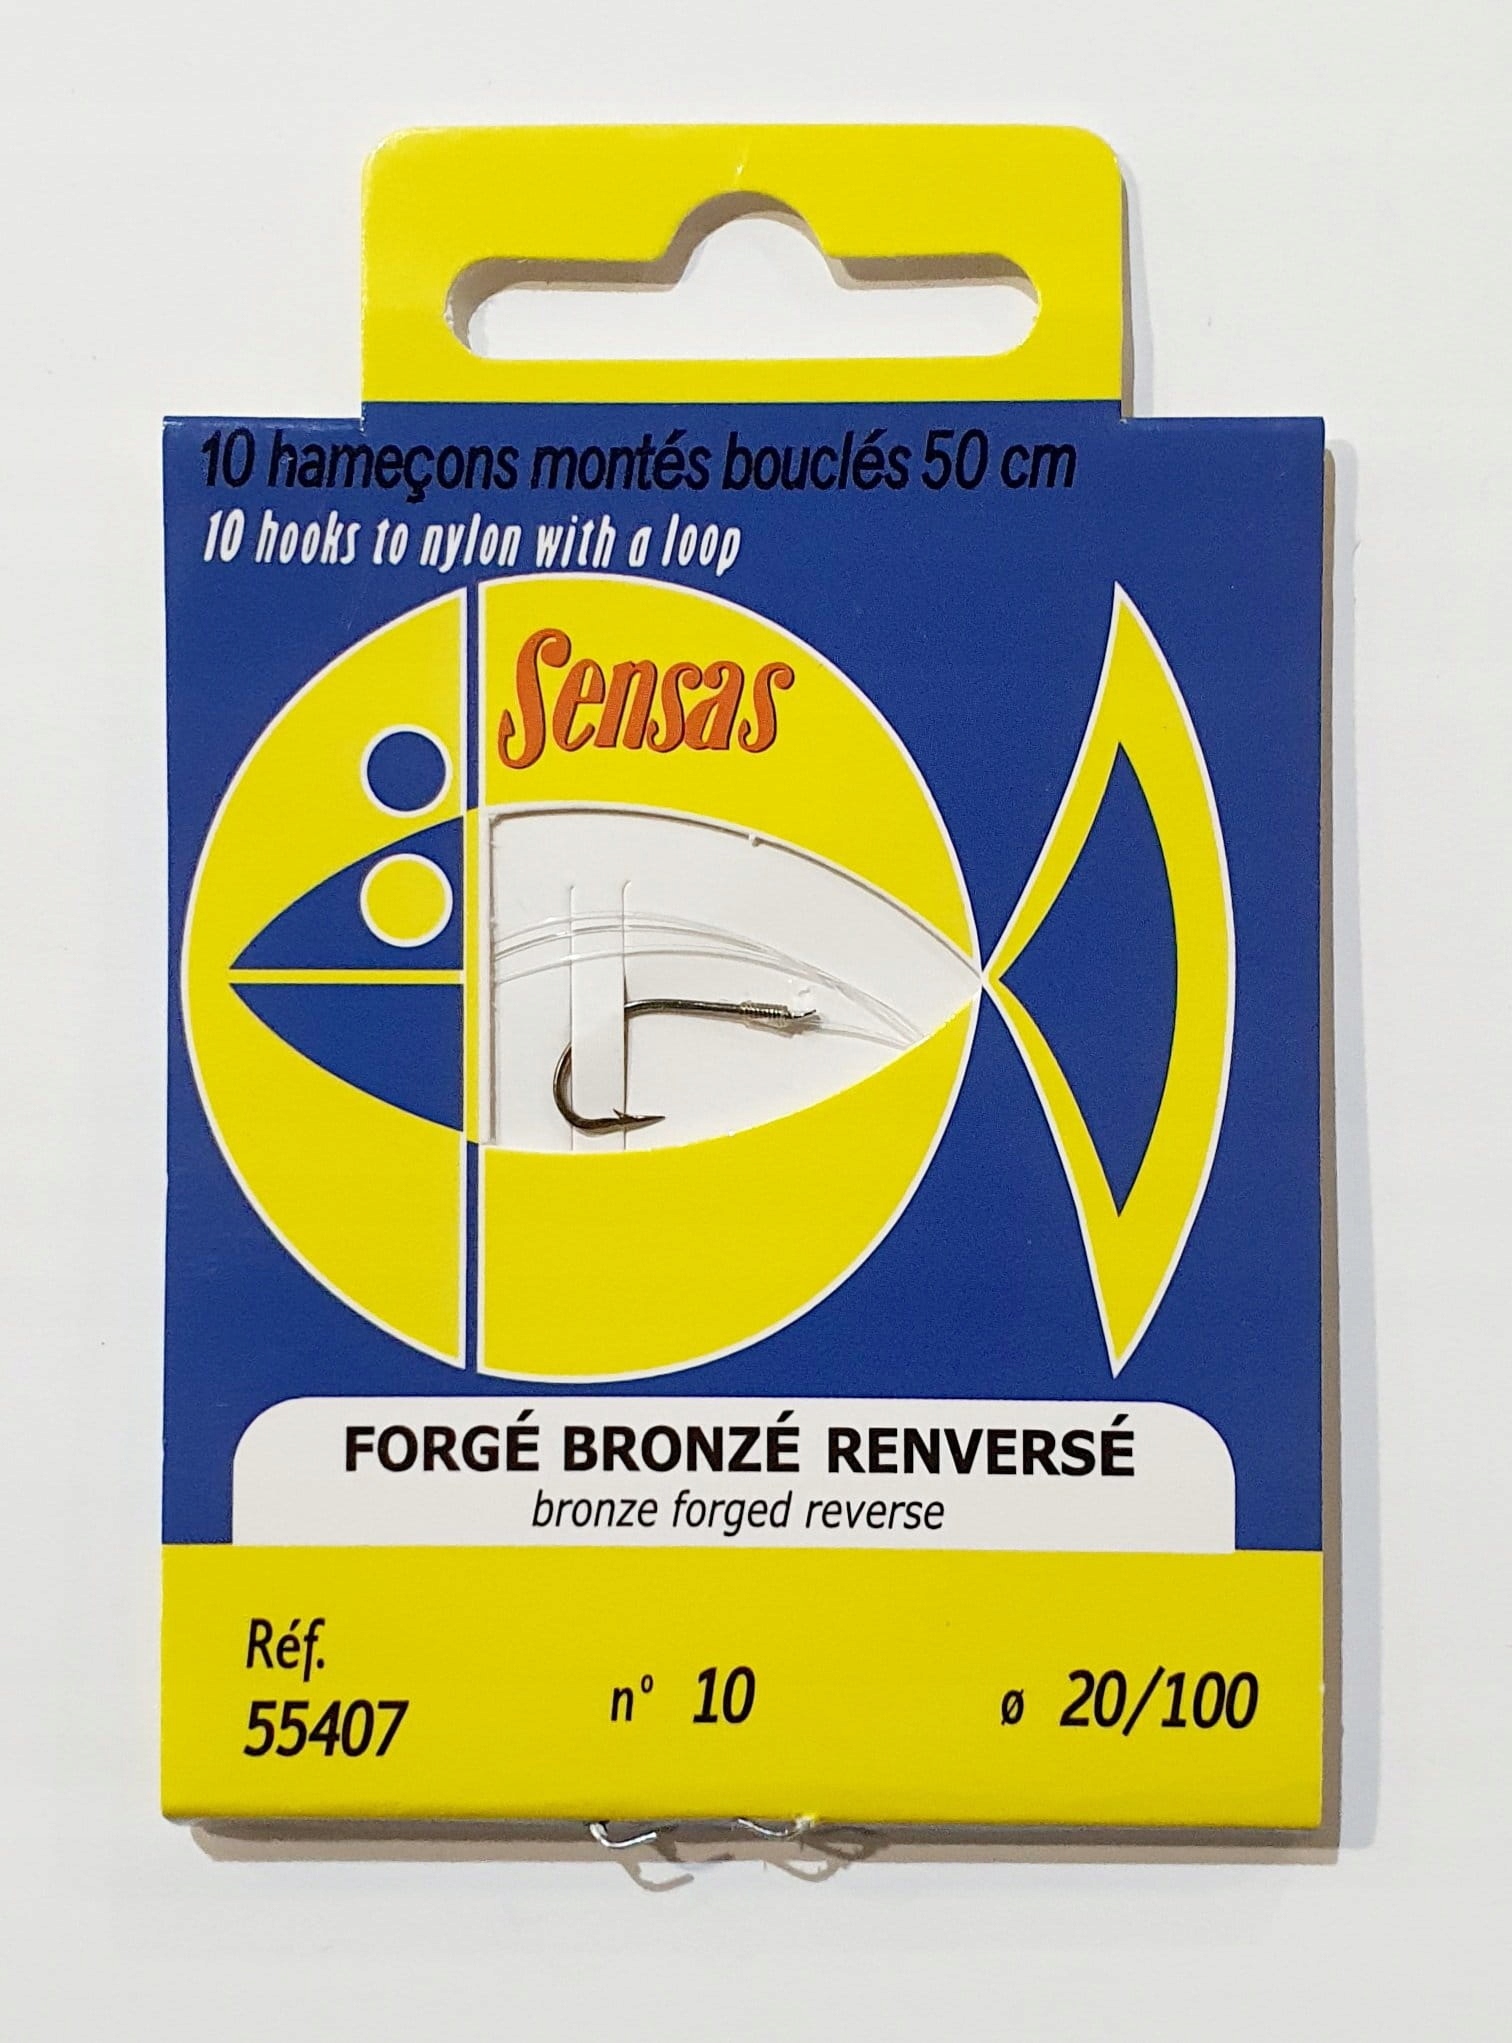 10 hameçons montés bouclés 50 cm
10 hooks to nylon with a loop
Sensas
FORGÉ BRONZÉ RENVERSÉ
bronze forged reverse
Réf.
55407
n° 10
ø 20/100